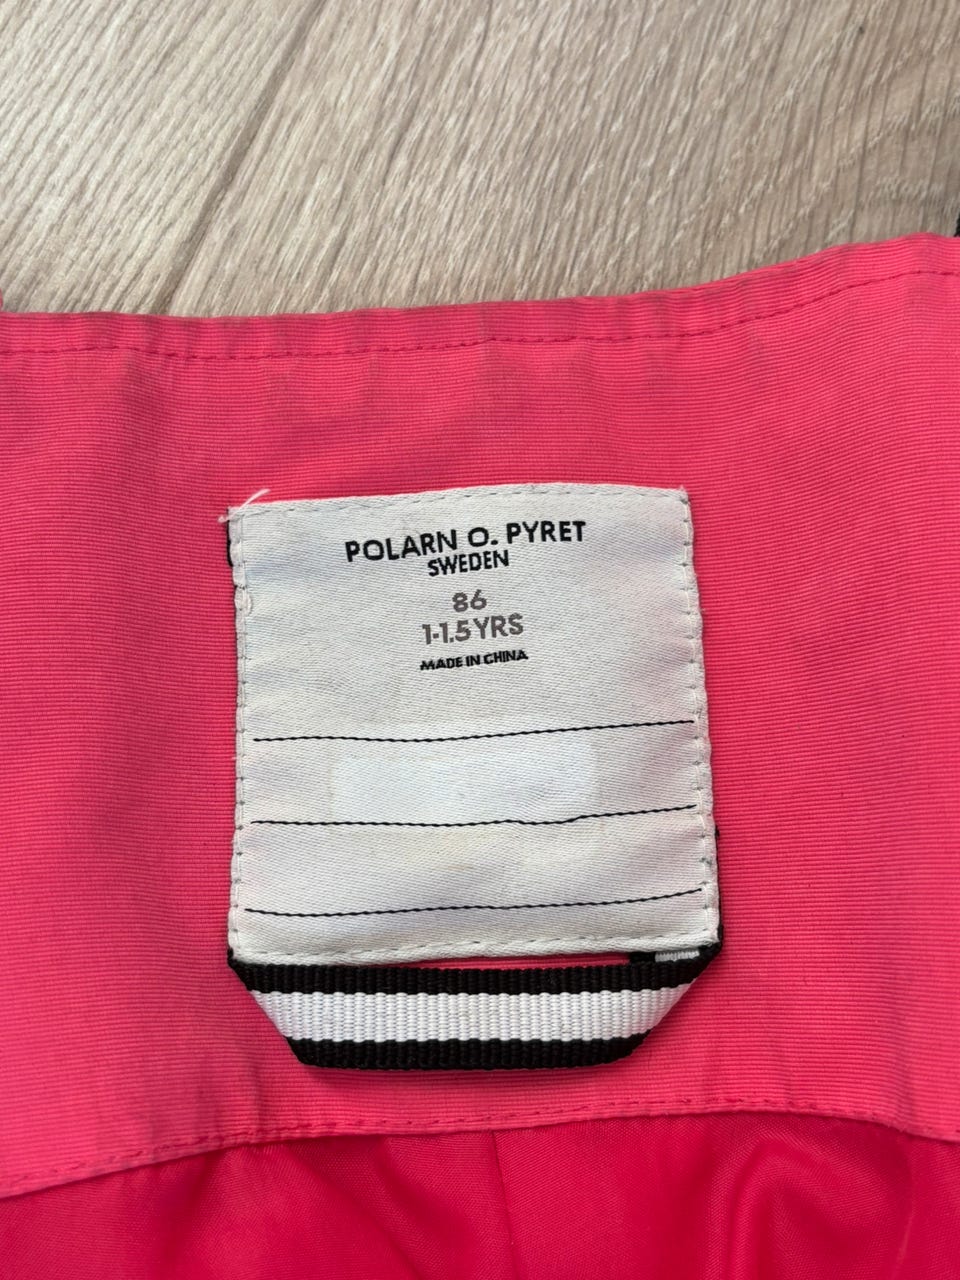 POLARN O. PYRET
SWEDEN
86
1-1.5 YRS
MADE IN CHINA